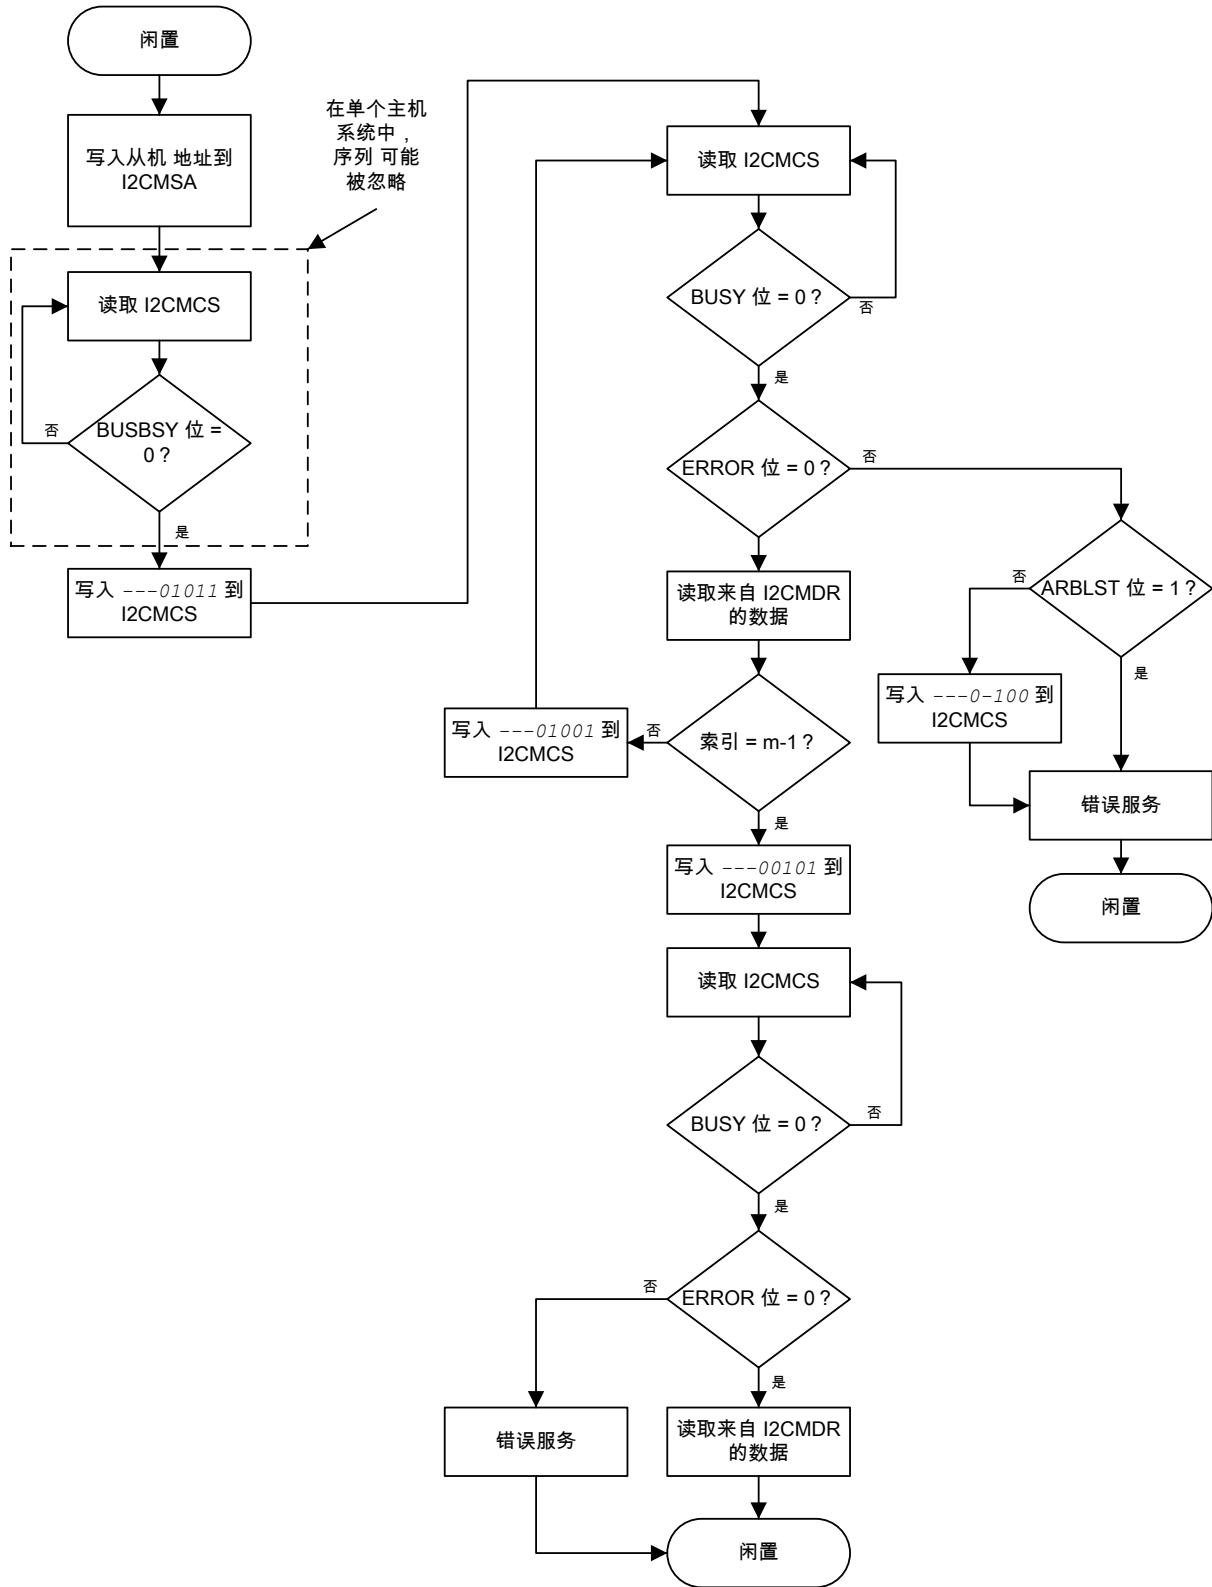 闲置
写入从机 地址到
I2CMSA
在单个主机
系统中，
序列 可能
被忽略
读取 I2CMCS
BUSBSY 位 =
0？
否
是
写入 ---01011 到
I2CMCS
读取 I2CMCS
BUSY 位 = 0？
否
是
ERROR 位 = 0？
否
读取来自 I2CMDR
的数据
ARBLST 位 = 1？
否
是
写入 ---0-100 到
I2CMCS
错误服务
闲置
索引 = m-1？
否
写入 ---01001 到
I2CMCS
是
写入 ---00101 到
I2CMCS
读取 I2CMCS
BUSY 位 = 0？
否
是
ERROR 位 = 0？
否
是
错误服务
读取来自 I2CMDR
的数据
闲置